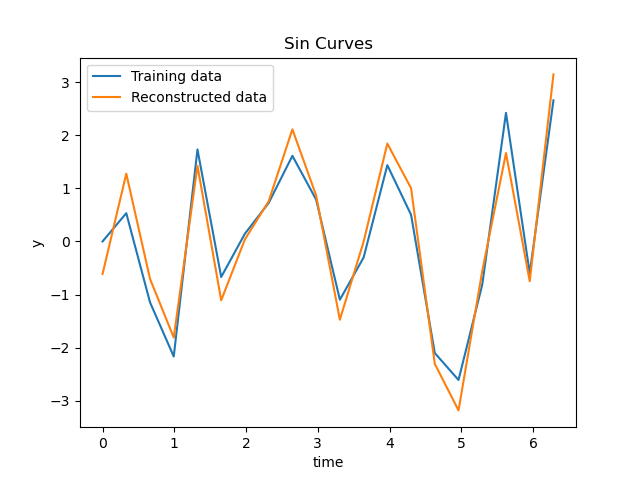 Sin Curves
Training data
Reconstructed data
3
2
1
0
−1
−2
−3
y
0 1 2 3 4 5 6
time